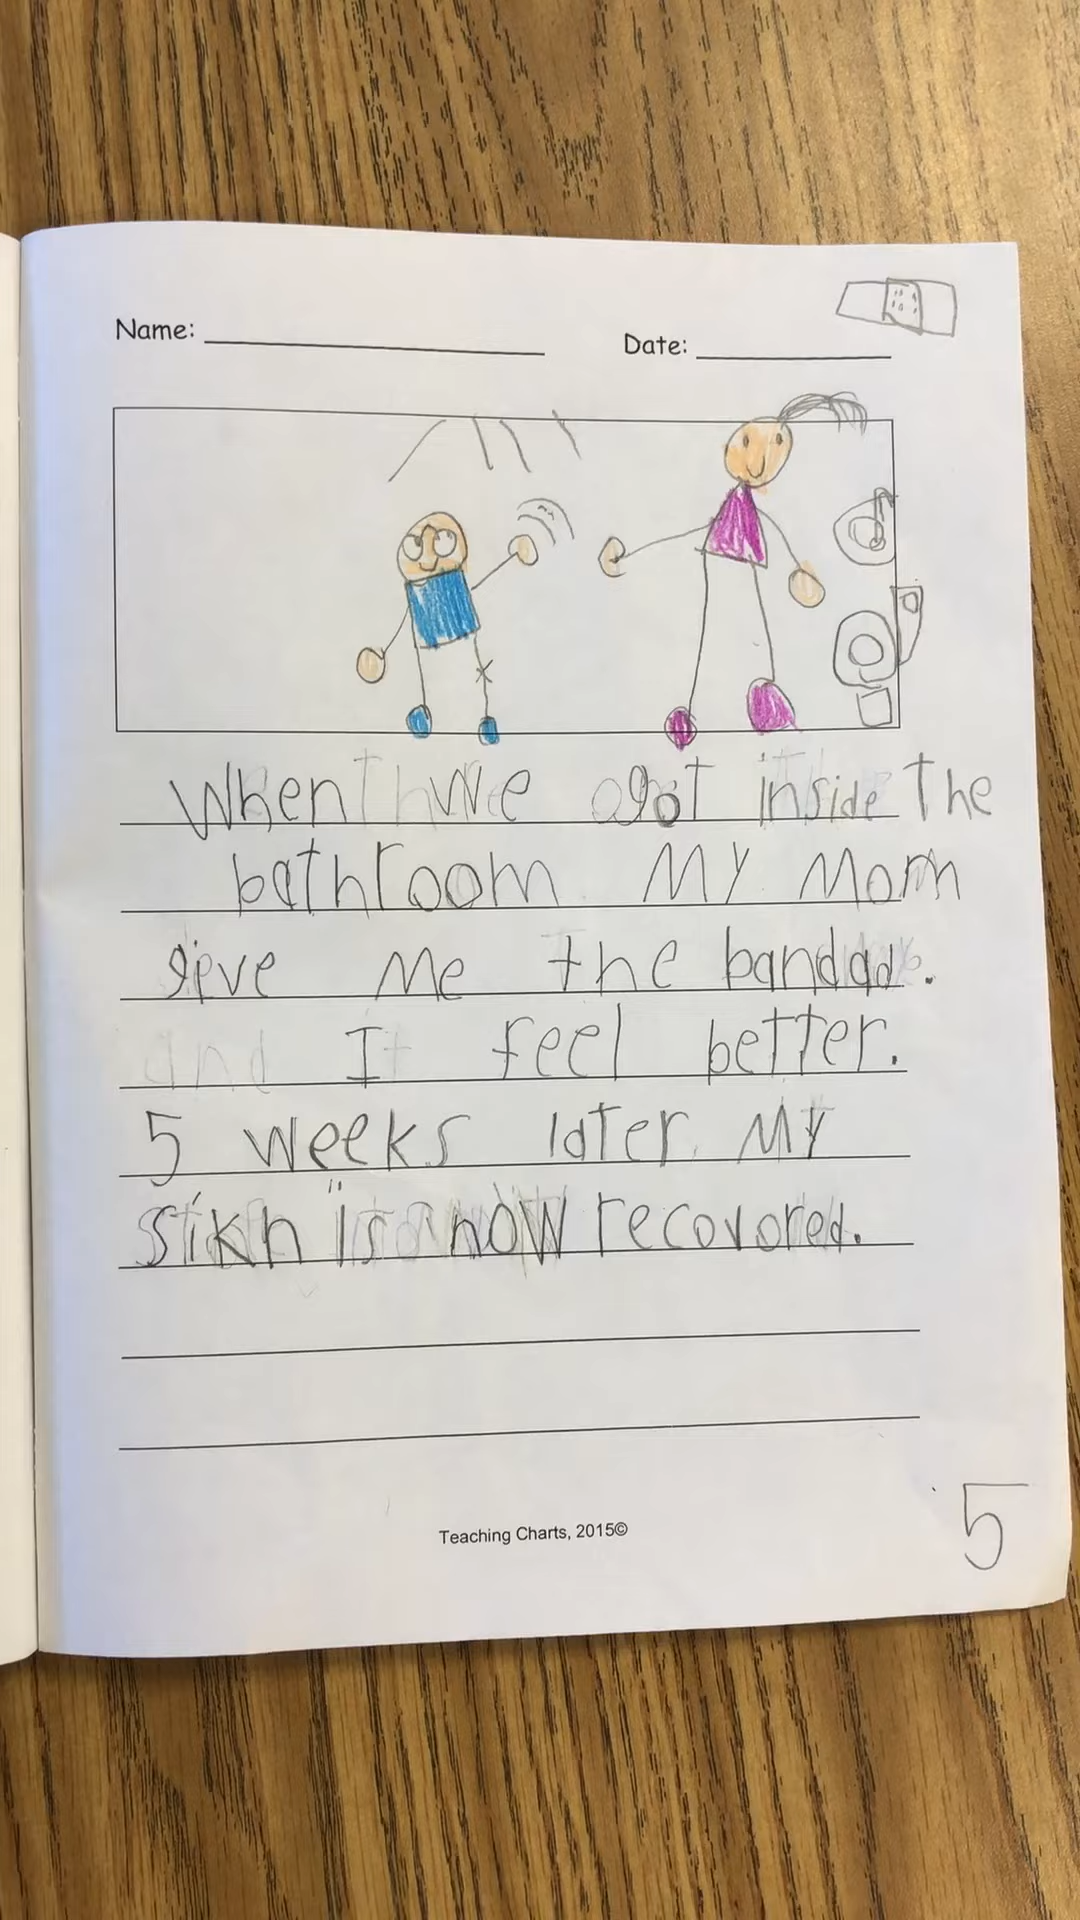 Name:
Date:
When we got inside The
bathroom My Mom
give me the bandad.
I feel better.
5 weeks later My
sikn is now recovored.
Teaching Charts, 2015©
5